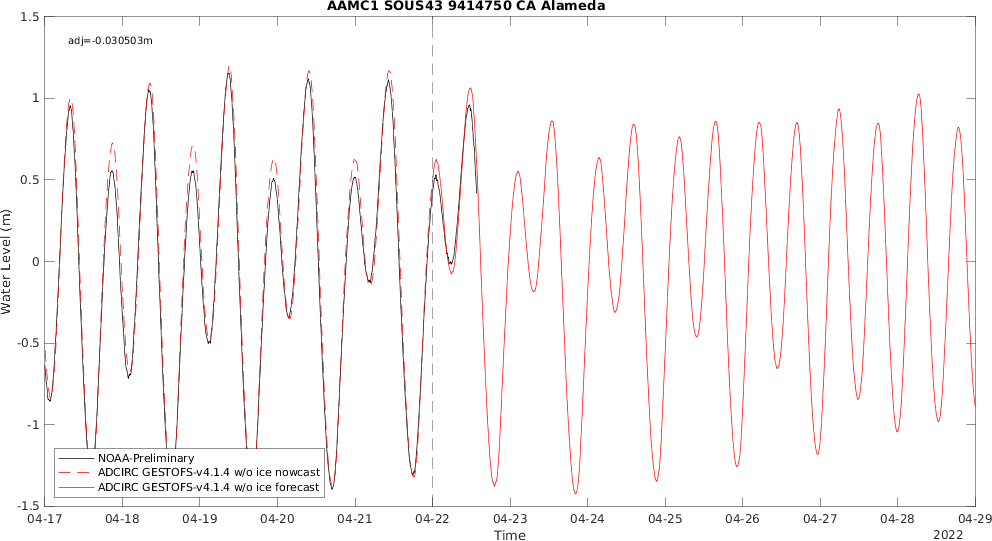 AAMC1 SOUS43 9414750 CA Alameda
adj=-0.030503m
1.5
1
0.5
0
-0.5
-1
-1.5
Water Level (m)
NOAA-Preliminary
ADCIRC GESTOFS-v4.1.4 w/o ice nowcast
ADCIRC GESTOFS-v4.1.4 w/o ice forecast
04-17 04-18 04-19 04-20 04-21 04-22 04-23 04-24 04-25 04-26 04-27 04-28 04-29
Time
2022